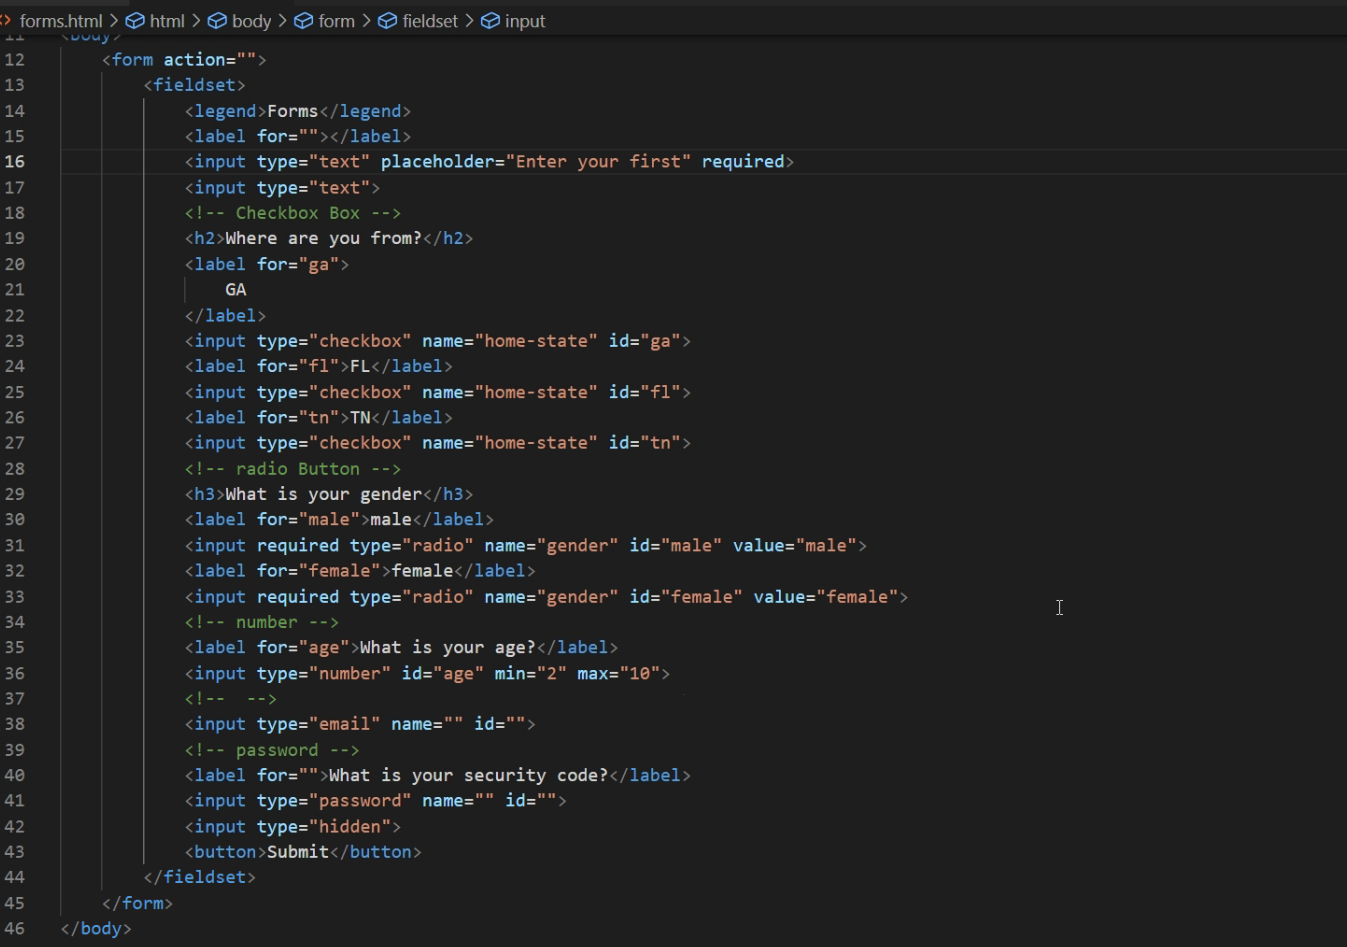 forms.html > html > body > form > fieldset > input
11 <body>
12 <form action="">
13 <fieldset>
14 <legend>Forms</legend>
15 <label for=""></label>
16 <input type="text" placeholder="Enter your first" required>
17 <input type="text">
18 <!-- Checkbox Box -->
19 <h2>Where are you from?</h2>
20 <label for="ga">
21 GA
22 </label>
23 <input type="checkbox" name="home-state" id="ga">
24 <label for="fl">FL</label>
25 <input type="checkbox" name="home-state" id="fl">
26 <label for="tn">TN</label>
27 <input type="checkbox" name="home-state" id="tn">
28 <!-- radio Button -->
29 <h3>What is your gender</h3>
30 <label for="male">male</label>
31 <input required type="radio" name="gender" id="male" value="male">
32 <label for="female">female</label>
33 <input required type="radio" name="gender" id="female" value="female">
34 <!-- number -->
35 <label for="age">What is your age?</label>
36 <input type="number" id="age" min="2" max="10">
37 <!--  -->
38 <input type="email" name="" id="">
39 <!-- password -->
40 <label for="">What is your security code?</label>
41 <input type="password" name="" id="">
42 <input type="hidden">
43 <button>Submit</button>
44 </fieldset>
45 </form>
46 </body>